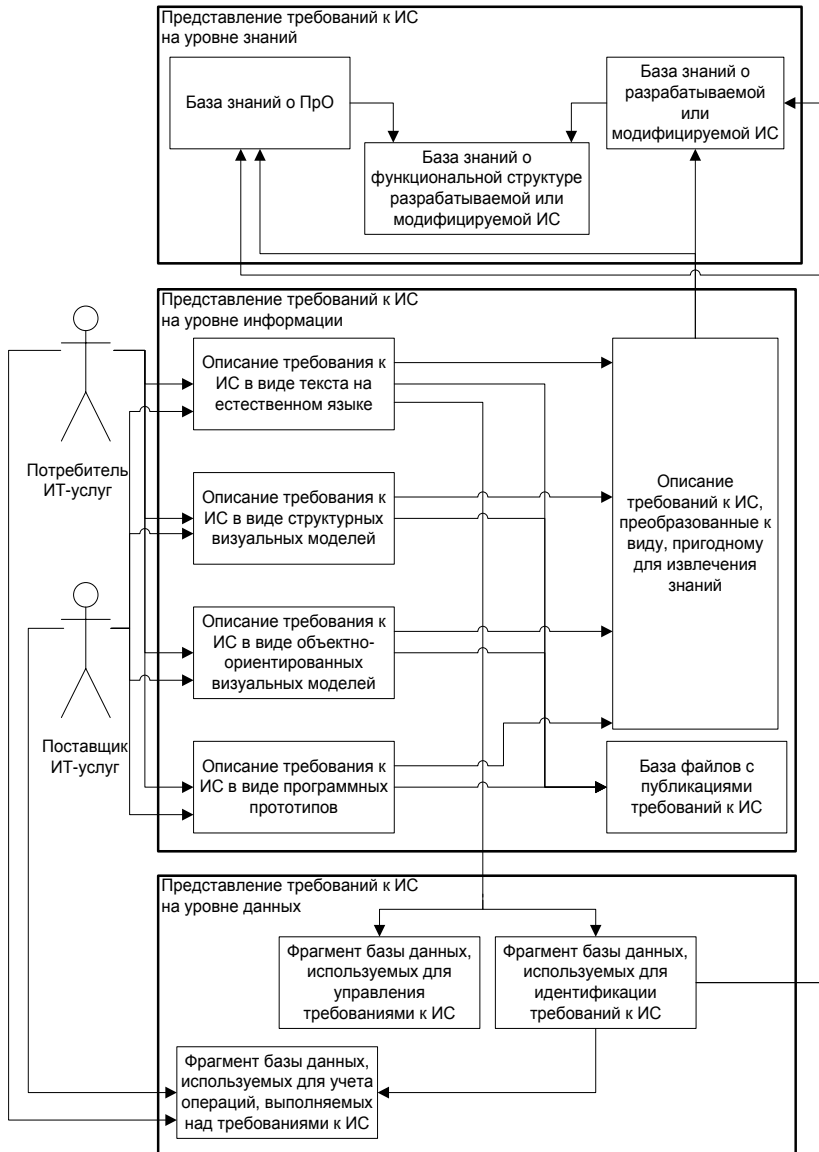 Представление требований к ИС
на уровне знаний
База знаний о ПрО
База знаний о
разрабатываемой
или
модифицируемой ИС
База знаний о
функциональной структуре
разрабатываемой или
модифицируемой ИС
Представление требований к ИС
на уровне информации
Потребитель
ИТ-услуг
Поставщик
ИТ-услуг
Описание требования к
ИС в виде текста на
естественном языке
Описание требования к
ИС в виде структурных
визуальных моделей
Описание требования к
ИС в виде объектно-
ориентированных
визуальных моделей
Описание требования к
ИС в виде программных
прототипов
Описание
требований к ИС,
преобразованные к
виду, пригодному
для извлечения
знаний
База файлов с
публикациями
требований к ИС
Представление требований к ИС
на уровне данных
Фрагмент базы данных,
используемых для
управления
требованиями к ИС
Фрагмент базы данных,
используемых для
идентификации
требований к ИС
Фрагмент базы данных,
используемых для учета
операций, выполняемых
над требованиями к ИС